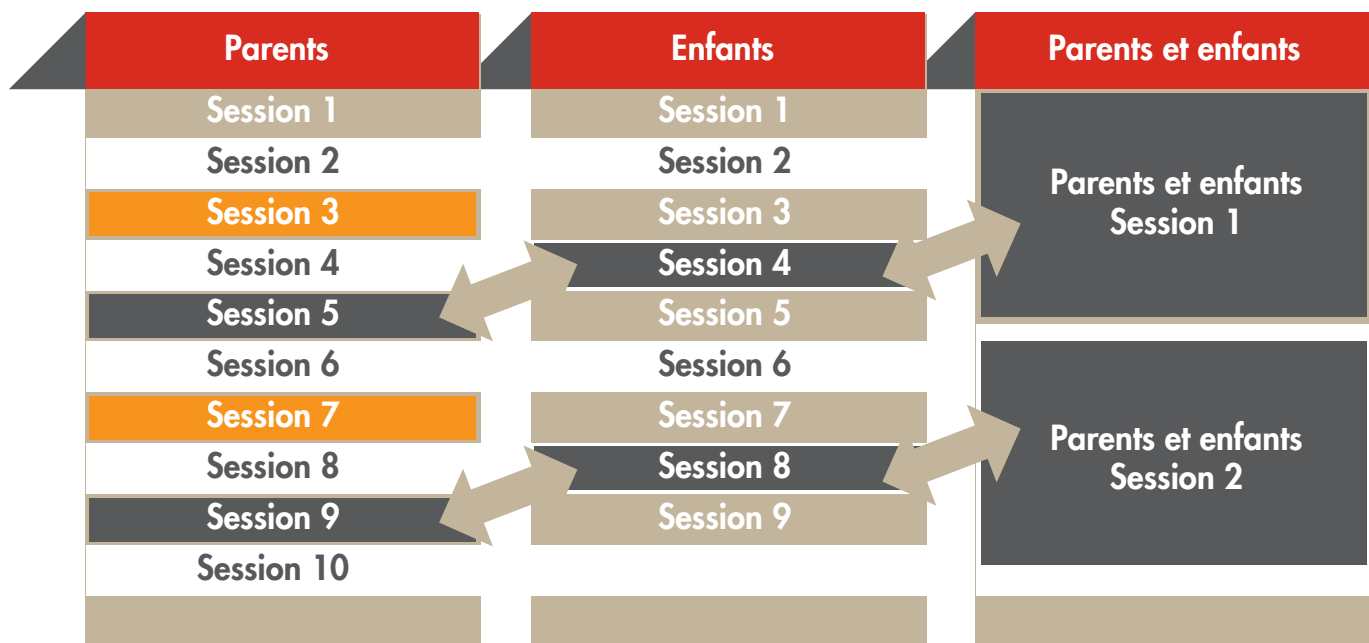 Parents
Session 1
Session 2
Session 3
Session 4
Session 5
Session 6
Session 7
Session 8
Session 9
Session 10
Enfants
Session 1
Session 2
Session 3
Session 4
Session 5
Session 6
Session 7
Session 8
Session 9
Parents et enfants
Parents et enfants
Session 1
Parents et enfants
Session 2